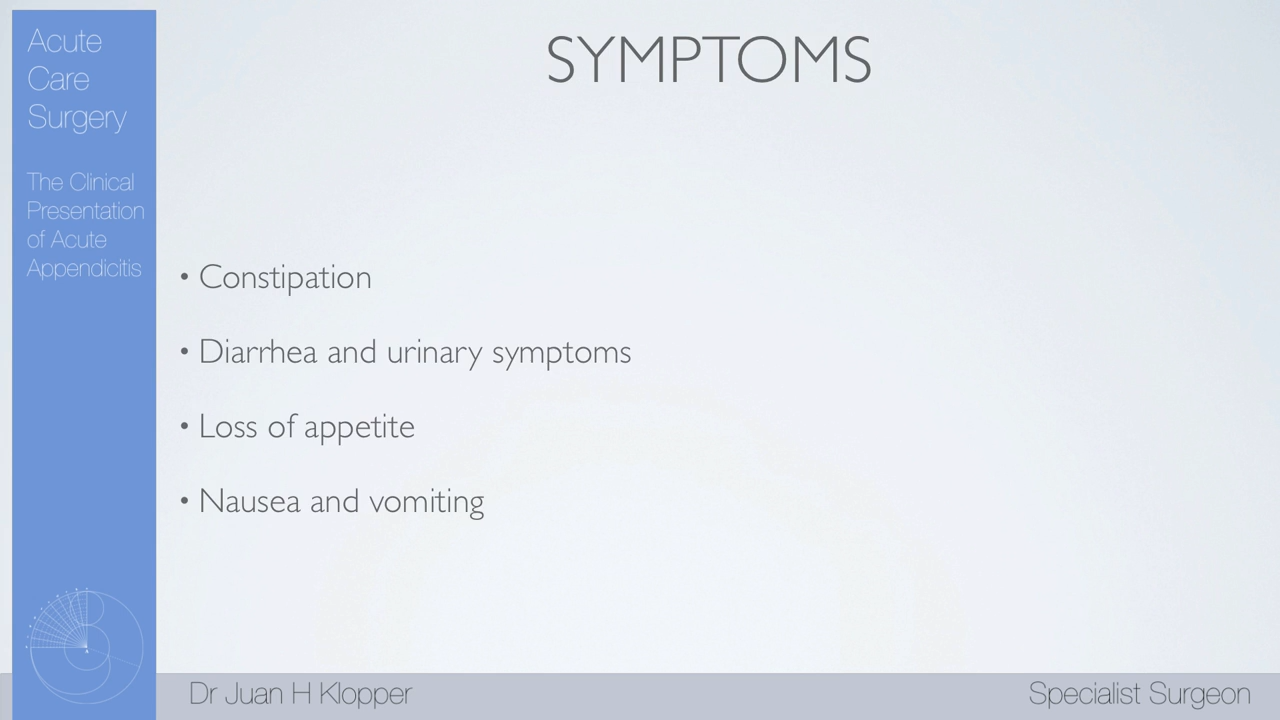 Acute
Care
Surgery
The Clinical
Presentation
of Acute
Appendicitis
SYMPTOMS
• Constipation
• Diarrhea and urinary symptoms
• Loss of appetite
• Nausea and vomiting
Dr Juan H Klopper
Specialist Surgeon